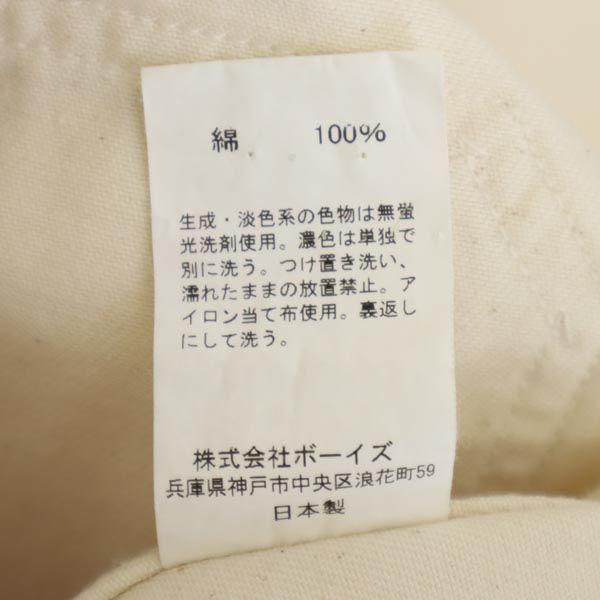 綿 100%
生成・淡色系の色物は無蛍
光洗剤使用。濃色は単独で
別に洗う。つけ置き洗い、
濡れたままの放置禁止。ア
イロン当て布使用。裏返し
にして洗う。
株式会社ボーイズ
兵庫県神戸市中央区浪花町59
日本製